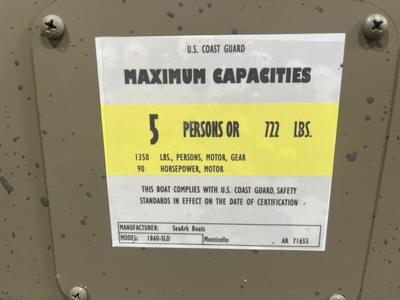 U.S. COAST GUARD
MAXIMUM CAPACITIES
5 PERSONS OR 722 LBS.
1350 LBS., PERSONS, MOTOR, GEAR
90 HORSEPOWER, MOTOR
THIS BOAT COMPLIES WITH U.S. COAST GUARD, SAFETY
STANDARDS IN EFFECT ON THE DATE OF CERTIFICATION
MANUFACTURER: SeaArk Boats
MODEL: 1860-SLD Monticello AR 71655